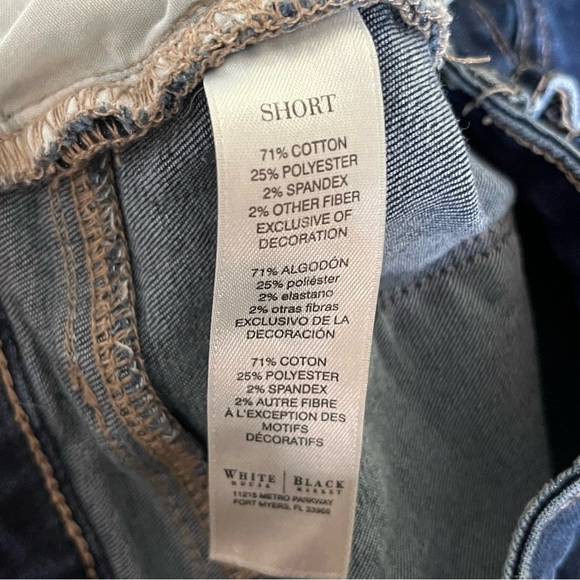 SHORT
71% COTTON
25% POLYESTER
2% SPANDEX
2% OTHER FIBER
EXCLUSIVE OF
DECORATION
71% ALGODÓN
25% poliéster
2% elastano
2% otras fibras
EXCLUSIVO DE LA
DECORACIÓN
71% COTON
25% POLYESTER
2% SPANDEX
2% AUTRE FIBRE
À L'EXCEPTION DES
MOTIFS
DÉCORATIFS
WHITE | BLACK
HOUSE MARKET
11215 METRO PARKWAY
FORT MYERS, FL 33966